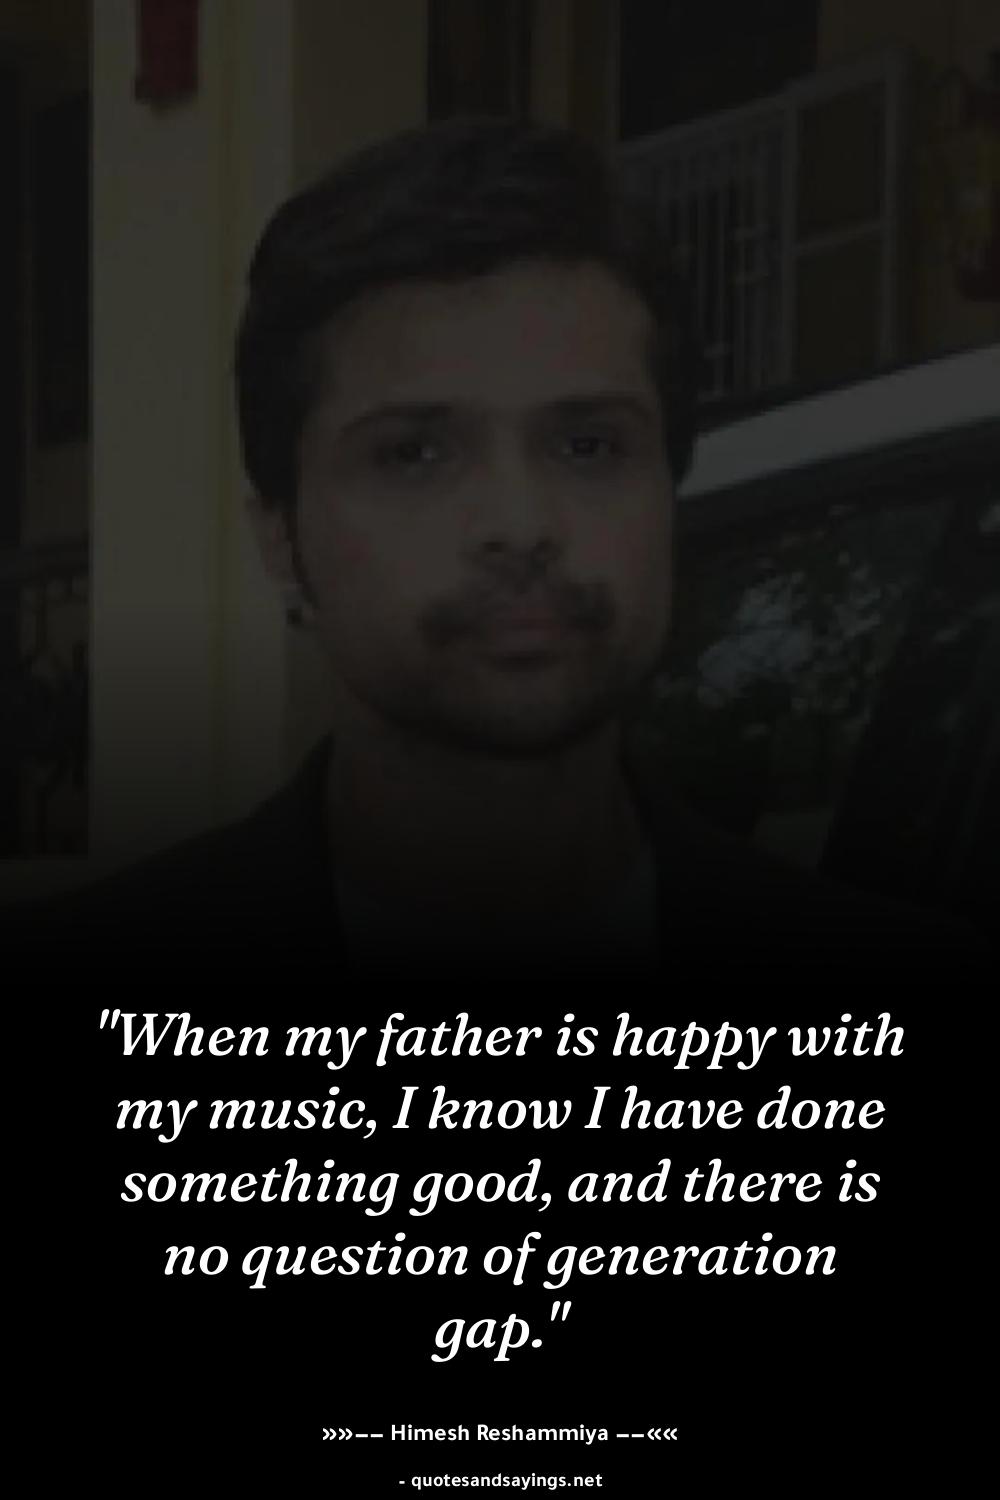 "When my father is happy with
my music, I know I have done
something good, and there is
no question of generation
gap."
»»−− Himesh Reshammiya −−««
- quotesandsayings.net